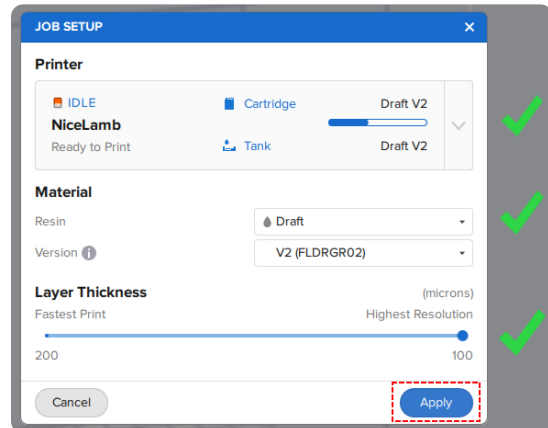 JOB SETUP
Printer
IDLE Cartridge Draft V2
NiceLamb
Ready to Print Tank Draft V2
Material
Resin Draft
Version V2 (FLDRGR02)
Layer Thickness (microns)
Fastest Print Highest Resolution
200 100
Cancel Apply